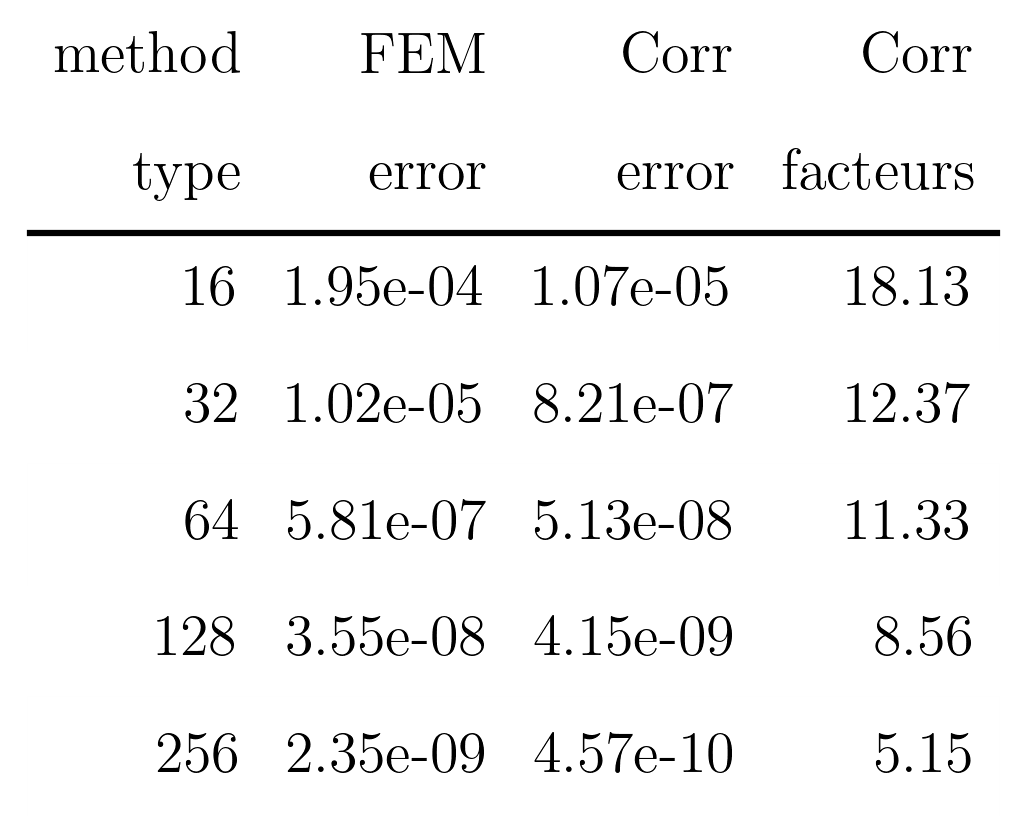 method FEM Corr Corr
type error error facteurs
16 1.95e-04 1.07e-05 18.13
32 1.02e-05 8.21e-07 12.37
64 5.81e-07 5.13e-08 11.33
128 3.55e-08 4.15e-09 8.56
256 2.35e-09 4.57e-10 5.15